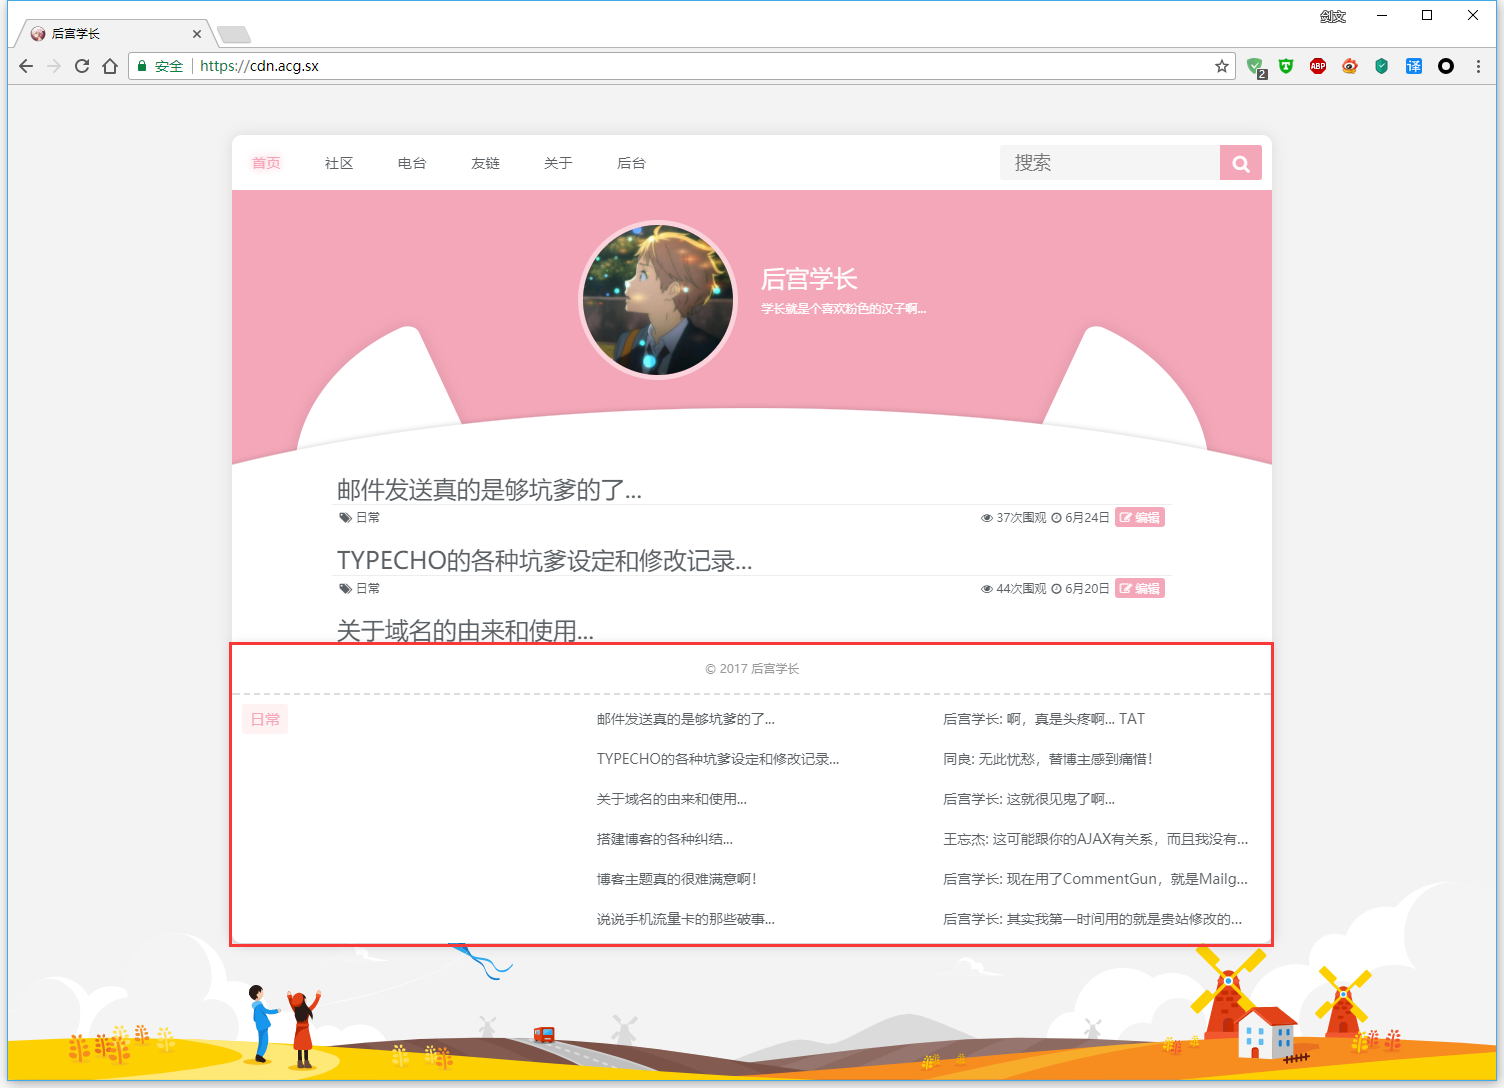 剑文
后宫学长
安全 https://cdn.acg.sx
2
ABP
译
首页 社区 电台 友链 关于 后台 搜索
后宫学长
学长就是个喜欢粉色的汉子啊...
邮件发送真的是够坑爹的了...
日常 37次围观 6月24日 编辑
TYPECHO的各种坑爹设定和修改记录...
日常 44次围观 6月20日 编辑
关于域名的由来和使用...
© 2017 后宫学长
日常 邮件发送真的是够坑爹的了... 后宫学长: 啊，真是头疼啊... TAT
TYPECHO的各种坑爹设定和修改记录... 同良: 无此忧愁，替博主感到痛惜！
关于域名的由来和使用... 后宫学长: 这就很见鬼了啊...
搭建博客的各种纠结... 王忘杰: 这可能跟你的AJAX有关系，而且我没有...
博客主题真的很难满意啊！ 后宫学长: 现在用了CommentGun，就是Mailg...
说说手机流量卡的那些破事... 后宫学长: 其实我第一时间用的就是贵站修改的...